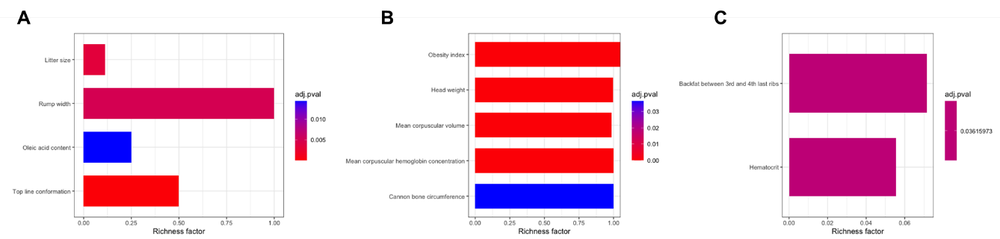 A
Litter size
Rump width
Oleic acid content
Top line conformation
0.00 0.25 0.50 0.75 1.00
Richness factor
adj.pval
0.010
0.005
B
Obesity index
Head weight
Mean corpuscular volume
Mean corpuscular hemoglobin concentration
Cannon bone circumference
0.00 0.25 0.50 0.75 1.00
Richness factor
adj.pval
0.03
0.02
0.01
0.00
C
Backfat between 3rd and 4th last ribs
Hematocrit
0.00 0.02 0.04 0.06
Richness factor
adj.pval
0.03615973